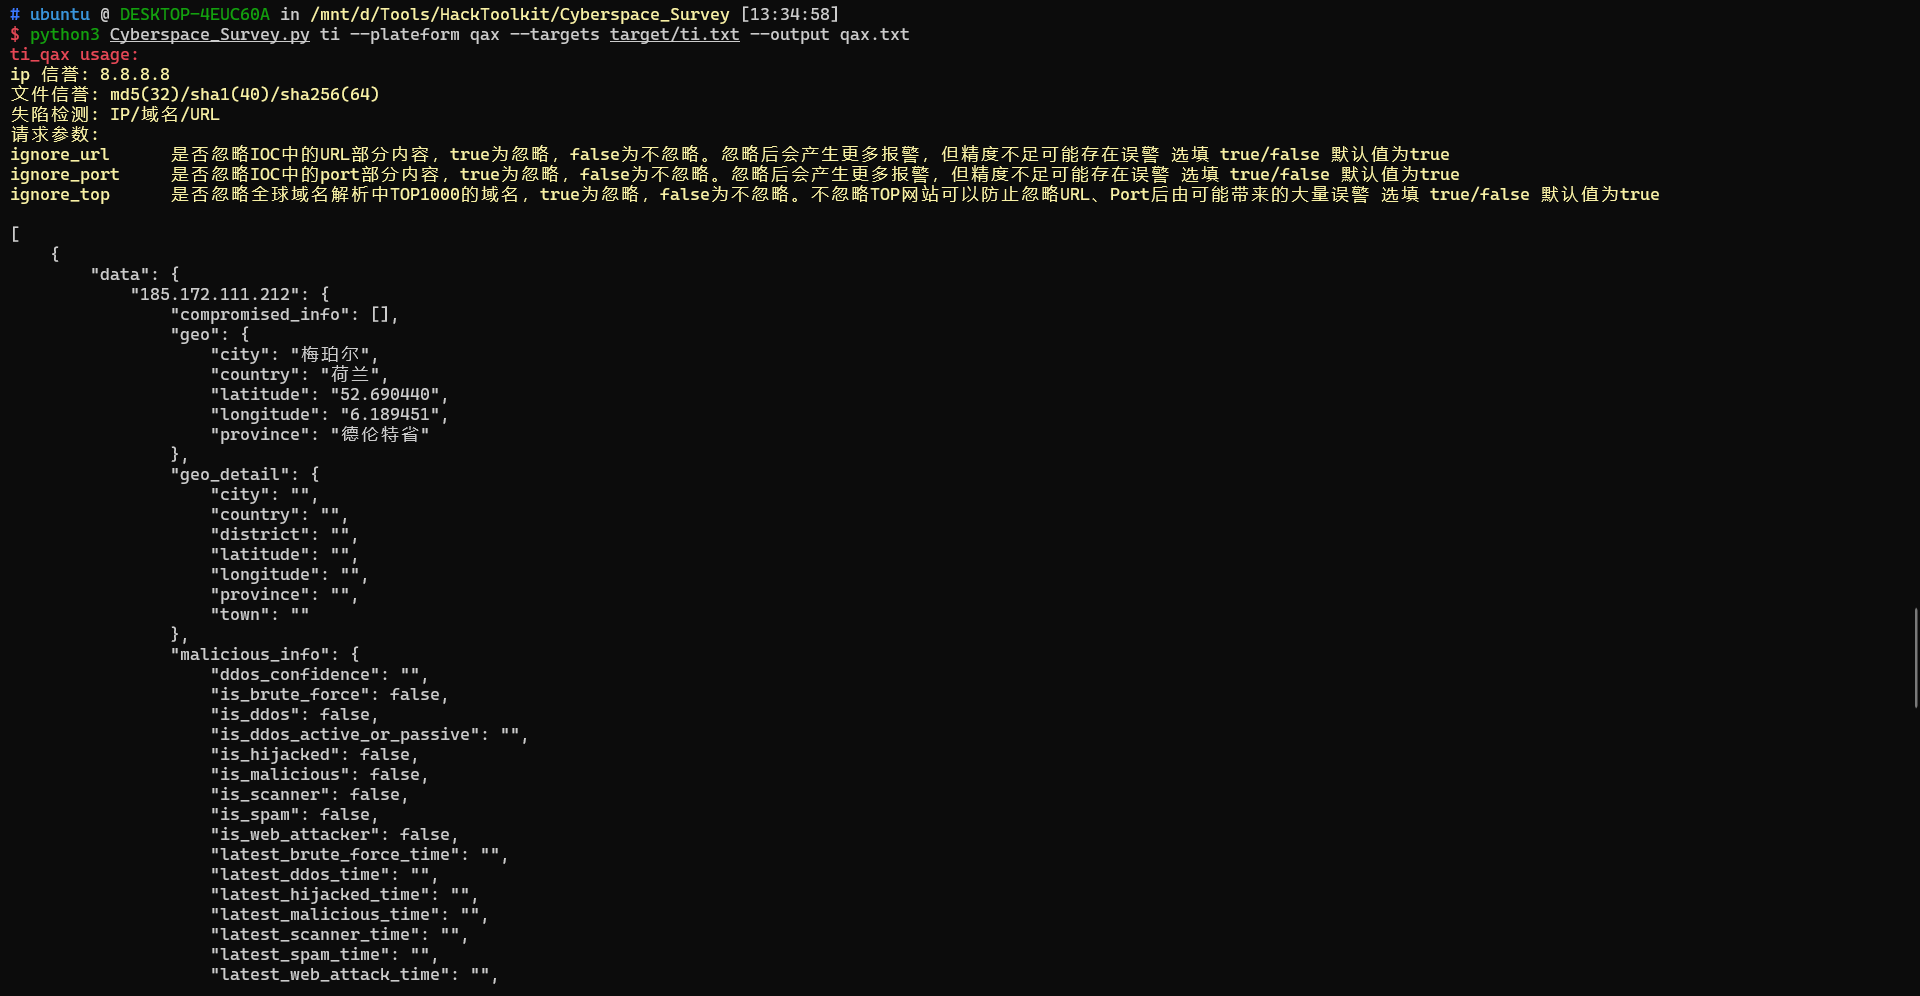 # ubuntu @ DESKTOP-4EUC60A in /mnt/d/Tools/HackToolkit/Cyberspace_Survey [13:34:58]
$ python3 Cyberspace_Survey.py ti --plateform qax --targets target/ti.txt --output qax.txt
ti_qax usage:
ip 信誉: 8.8.8.8
文件信誉: md5(32)/sha1(40)/sha256(64)
失陷检测: IP/域名/URL
请求参数:
ignore_url      是否忽略IOC中的URL部分内容，true为忽略，false为不忽略。忽略后会产生更多报警，但精度不足可能存在误警 选填 true/false 默认值为true
ignore_port     是否忽略IOC中的port部分内容，true为忽略，false为不忽略。忽略后会产生更多报警，但精度不足可能存在误警 选填 true/false 默认值为true
ignore_top      是否忽略全球域名解析中TOP1000的域名，true为忽略，false为不忽略。不忽略TOP网站可以防止忽略URL、Port后由可能带来的大量误警 选填 true/false 默认值为true
[
    {
        "data": {
            "185.172.111.212": {
                "compromised_info": [],
                "geo": {
                    "city": "梅珀尔",
                    "country": "荷兰",
                    "latitude": "52.690440",
                    "longitude": "6.189451",
                    "province": "德伦特省"
                },
                "geo_detail": {
                    "city": "",
                    "country": "",
                    "district": "",
                    "latitude": "",
                    "longitude": "",
                    "province": "",
                    "town": ""
                },
                "malicious_info": {
                    "ddos_confidence": "",
                    "is_brute_force": false,
                    "is_ddos": false,
                    "is_ddos_active_or_passive": "",
                    "is_hijacked": false,
                    "is_malicious": false,
                    "is_scanner": false,
                    "is_spam": false,
                    "is_web_attacker": false,
                    "latest_brute_force_time": "",
                    "latest_ddos_time": "",
                    "latest_hijacked_time": "",
                    "latest_malicious_time": "",
                    "latest_scanner_time": "",
                    "latest_spam_time": "",
                    "latest_web_attack_time": "",